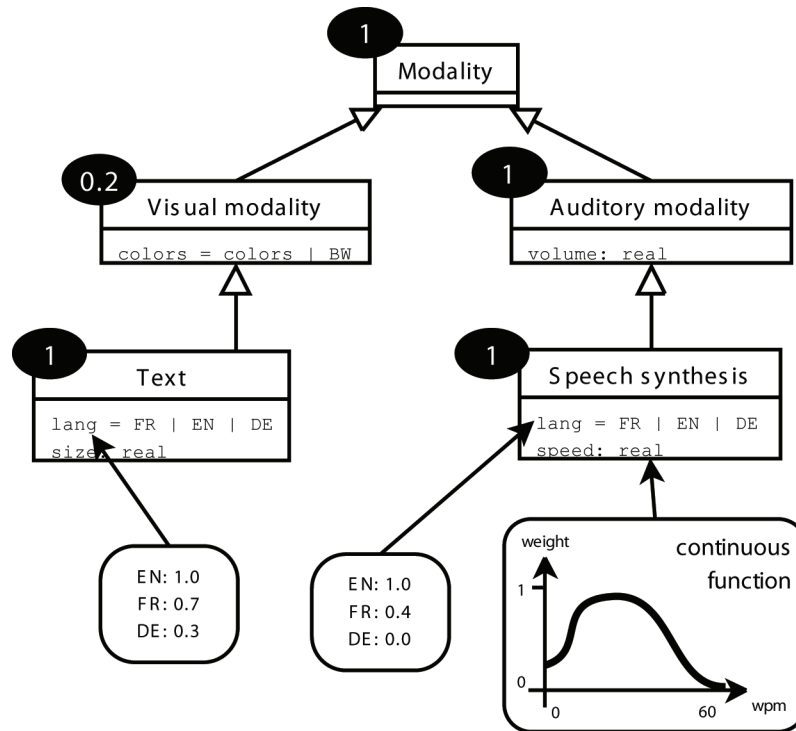 1
Modality
0.2
Visual modality
colors = colors | BW
1
Auditory modality
volume: real
1
Text
lang = FR | EN | DE
size: real
1
Speech synthesis
lang = FR | EN | DE
speed: real
EN: 1.0
FR: 0.7
DE: 0.3
EN: 1.0
FR: 0.4
DE: 0.0
continuous
function
weight
1
0
0
60
wpm